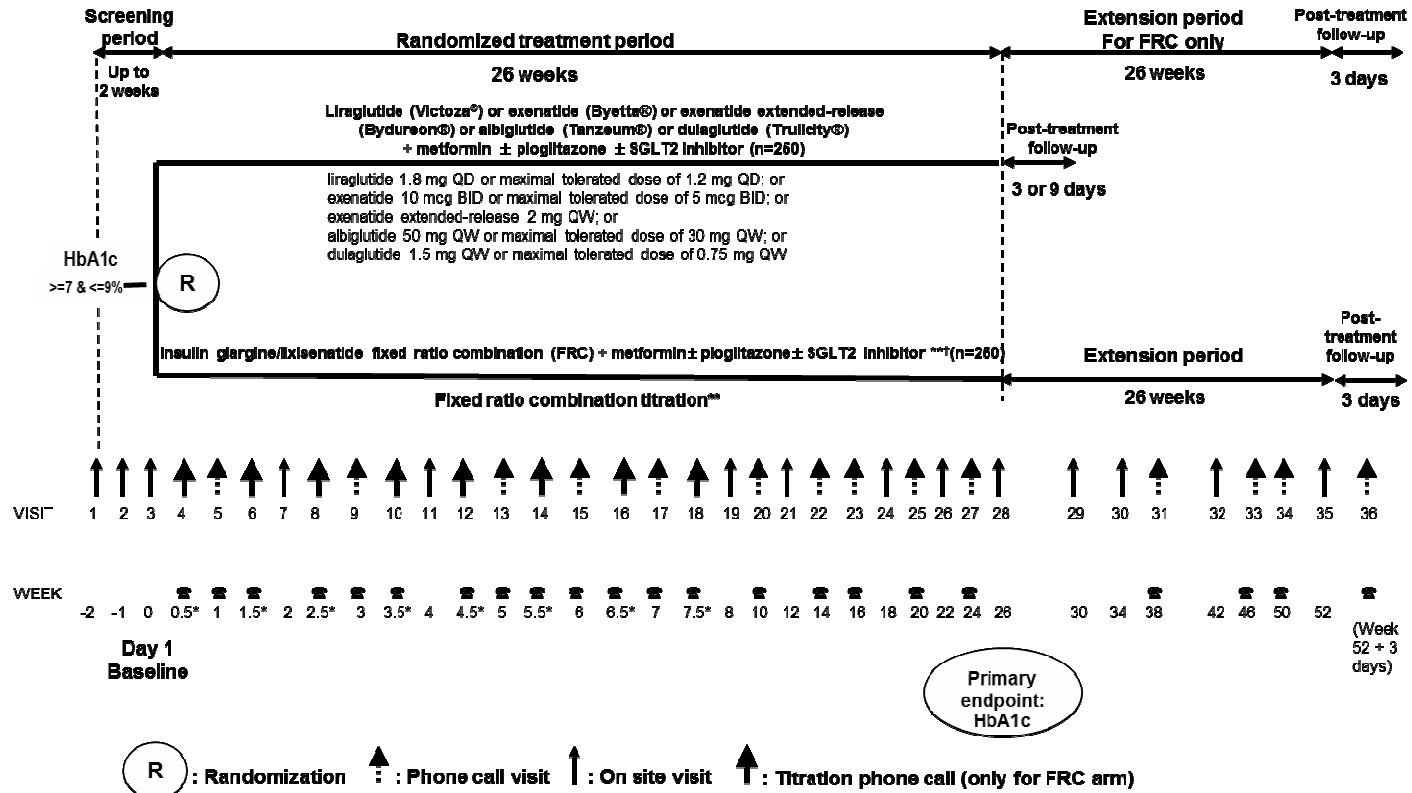 Screening
period
Randomized treatment period
Extension period
For FRC only
Post-treatment
follow-up
Up to
2 weeks
26 weeks
26 weeks
3 days
Liraglutide (Victoza®) or exenatide (Byetta®) or exenatide extended-release
(Bydureon®) or albiglutide (Tanzeum®) or dulaglutide (Trulicity®)
+ metformin ± pioglitazone ± SGLT2 inhibitor (n=250)
Post-treatment
follow-up
3 or 9 days
liraglutide 1.8 mg QD or maximal tolerated dose of 1.2 mg QD; or
exenatide 10 mcg BID or maximal tolerated dose of 5 mcg BID; or
exenatide extended-release 2 mg QW; or
albiglutide 50 mg QW or maximal tolerated dose of 30 mg QW; or
dulaglutide 1.5 mg QW or maximal tolerated dose of 0.75 mg QW
HbA1c
>=7 & <=9%
R
Insulin glargine/lixisenatide fixed ratio combination (FRC) + metformin± pioglitazone± SGLT2 inhibitor **†(n=250)
Extension period
Post-
treatment
follow-up
Fixed ratio combination titration**
26 weeks
3 days
VISIT 1 2 3 4 5 6 7 8 9 10 11 12 13 14 15 16 17 18 19 20 21 22 23 24 25 26 27 28 29 30 31 32 33 34 35 36
WEEK -2 -1 0 0.5* 1 1.5* 2 2.5* 3 3.5* 4 4.5* 5 5.5* 6 6.5* 7 7.5* 8 10 12 14 16 18 20 22 24 26 30 34 38 42 46 50 52
(Week
52 + 3
days)
Day 1
Baseline
Primary
endpoint:
HbA1c
R : Randomization : Phone call visit : On site visit : Titration phone call (only for FRC arm)